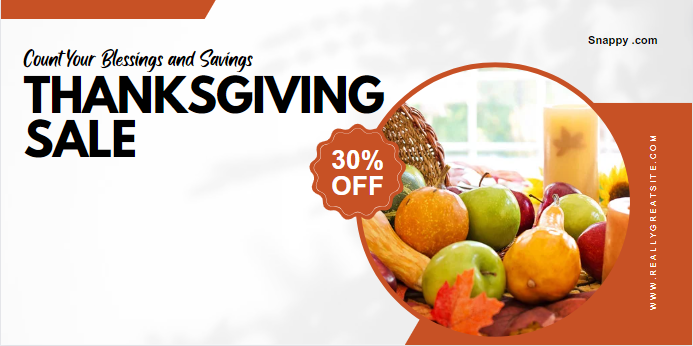 Snappy .com
Count Your Blessings and Savings
THANKSGIVING
SALE
30%
OFF
WWW.REALLYGREATSITE.COM